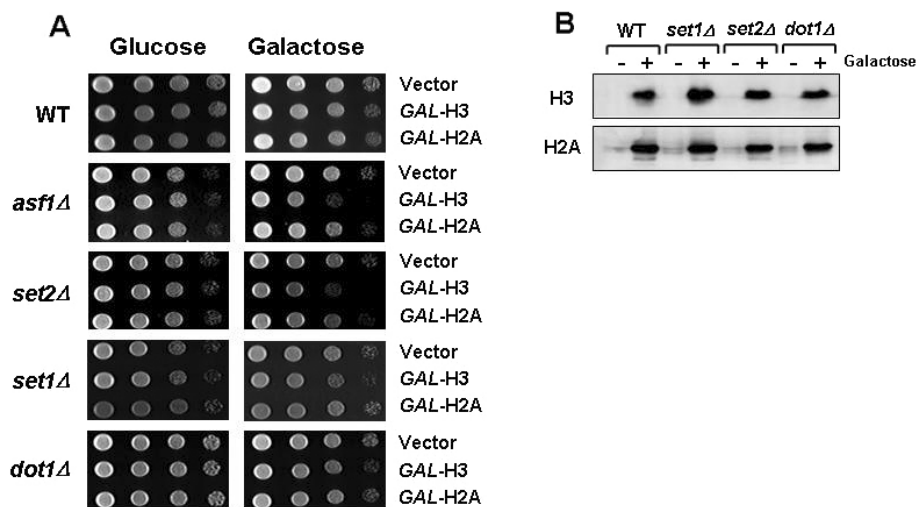 A
Glucose Galactose
WT
Vector
GAL-H3
GAL-H2A
asf1Δ
Vector
GAL-H3
GAL-H2A
set2Δ
Vector
GAL-H3
GAL-H2A
set1Δ
Vector
GAL-H3
GAL-H2A
dot1Δ
Vector
GAL-H3
GAL-H2A
B
WT set1Δ set2Δ dot1Δ
- + - + - + - + Galactose
H3
H2A